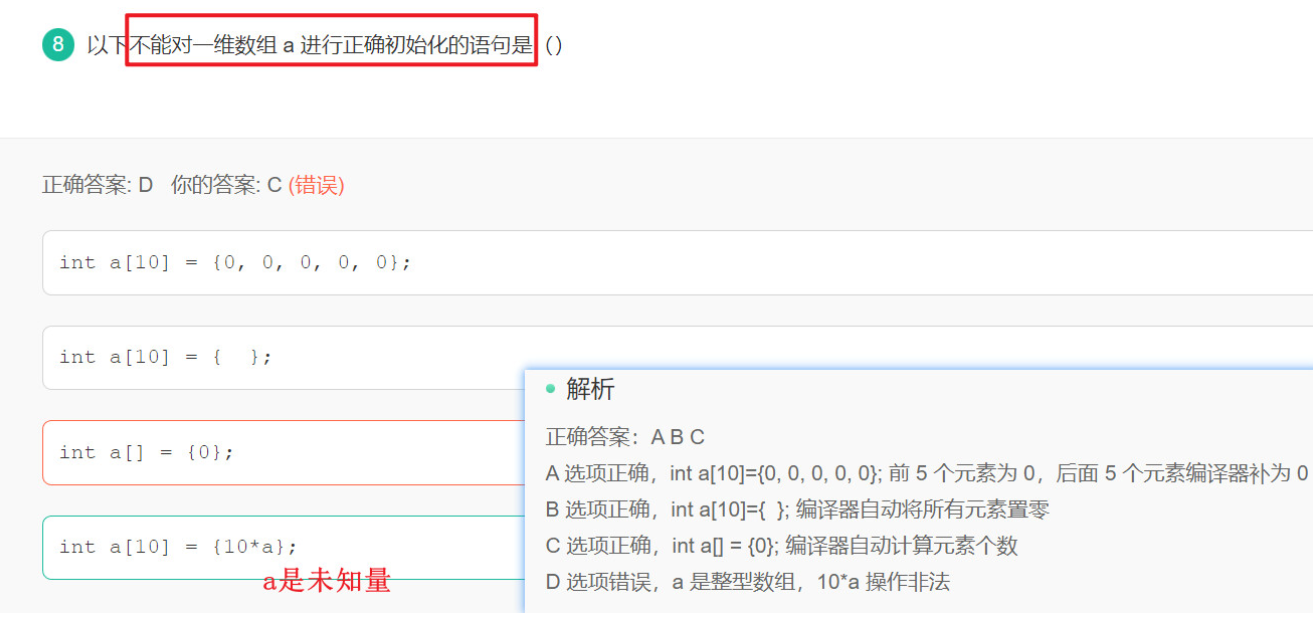 8 以下不能对一维数组 a 进行正确初始化的语句是 ()
正确答案: D 你的答案: C (错误)
int a[10] = {0, 0, 0, 0, 0};
int a[10] = {  };
int a[] = {0};
int a[10] = {10*a};
a是未知量
解析
正确答案：A B C
A 选项正确，int a[10]={0, 0, 0, 0, 0}; 前 5 个元素为 0，后面 5 个元素编译器补为 0
B 选项正确，int a[10]={  }; 编译器自动将所有元素置零
C 选项正确，int a[] = {0}; 编译器自动计算元素个数
D 选项错误，a 是整型数组，10*a 操作非法